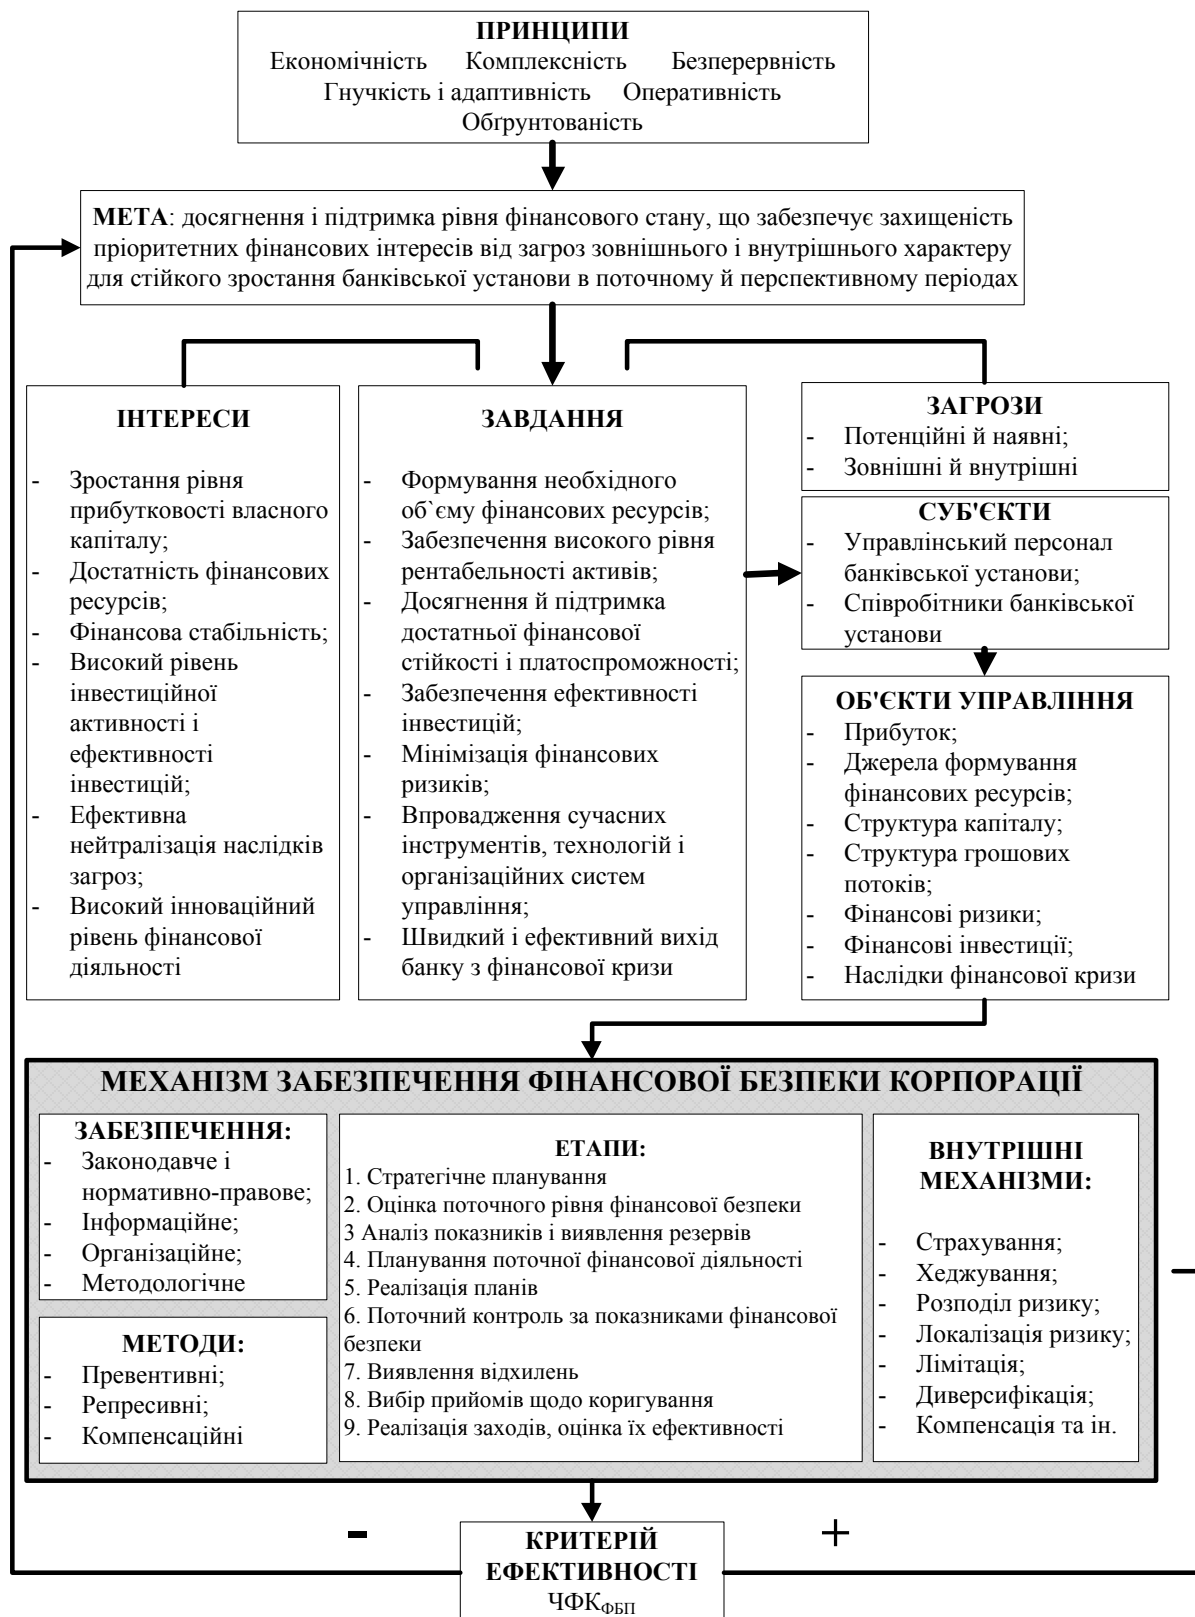 ПРИНЦИПИ
Економічність Комплексність Безперервність
Гнучкість і адаптивність Оперативність
Обґрунтованість
МЕТА: досягнення і підтримка рівня фінансового стану, що забезпечує захищеність
пріоритетних фінансових інтересів від загроз зовнішнього і внутрішнього характеру
для стійкого зростання банківської установи в поточному й перспективному періодах
ІНТЕРЕСИ
- Зростання рівня
прибутковості власного
капіталу;
- Достатність фінансових
ресурсів;
- Фінансова стабільність;
- Високий рівень
інвестиційної
активності і
ефективності
інвестицій;
- Ефективна
нейтралізація наслідків
загроз;
- Високий інноваційний
рівень фінансової
діяльності
ЗАВДАННЯ
- Формування необхідного
об`єму фінансових ресурсів;
- Забезпечення високого рівня
рентабельності активів;
- Досягнення й підтримка
достатньої фінансової
стійкості і платоспроможності;
- Забезпечення ефективності
інвестицій;
- Мінімізація фінансових
ризиків;
- Впровадження сучасних
інструментів, технологій і
організаційних систем
управління;
- Швидкий і ефективний вихід
банку з фінансової кризи
ЗАГРОЗИ
- Потенційні й наявні;
- Зовнішні й внутрішні
СУБ'ЄКТИ
- Управлінський персонал
банківської установи;
- Співробітники банківської
установи
ОБ'ЄКТИ УПРАВЛІННЯ
- Прибуток;
- Джерела формування
фінансових ресурсів;
- Структура капіталу;
- Структура грошових
потоків;
- Фінансові ризики;
- Фінансові інвестиції;
- Наслідки фінансової кризи
МЕХАНІЗМ ЗАБЕЗПЕЧЕННЯ ФІНАНСОВОЇ БЕЗПЕКИ КОРПОРАЦІЇ
ЗАБЕЗПЕЧЕННЯ:
- Законодавче і
нормативно-правове;
- Інформаційне;
- Організаційне;
- Методологічне
МЕТОДИ:
- Превентивні;
- Репресивні;
- Компенсаційні
ЕТАПИ:
1. Стратегічне планування
2. Оцінка поточного рівня фінансової безпеки
3 Аналіз показників і виявлення резервів
4. Планування поточної фінансової діяльності
5. Реалізація планів
6. Поточний контроль за показниками фінансової
безпеки
7. Виявлення відхилень
8. Вибір прийомів щодо коригування
9. Реалізація заходів, оцінка їх ефективності
ВНУТРІШНІ
МЕХАНІЗМИ:
- Страхування;
- Хеджування;
- Розподіл ризику;
- Локалізація ризику;
- Лімітація;
- Диверсифікація;
- Компенсація та ін.
- +
КРИТЕРІЙ
ЕФЕКТИВНОСТІ
ЧФКФБП